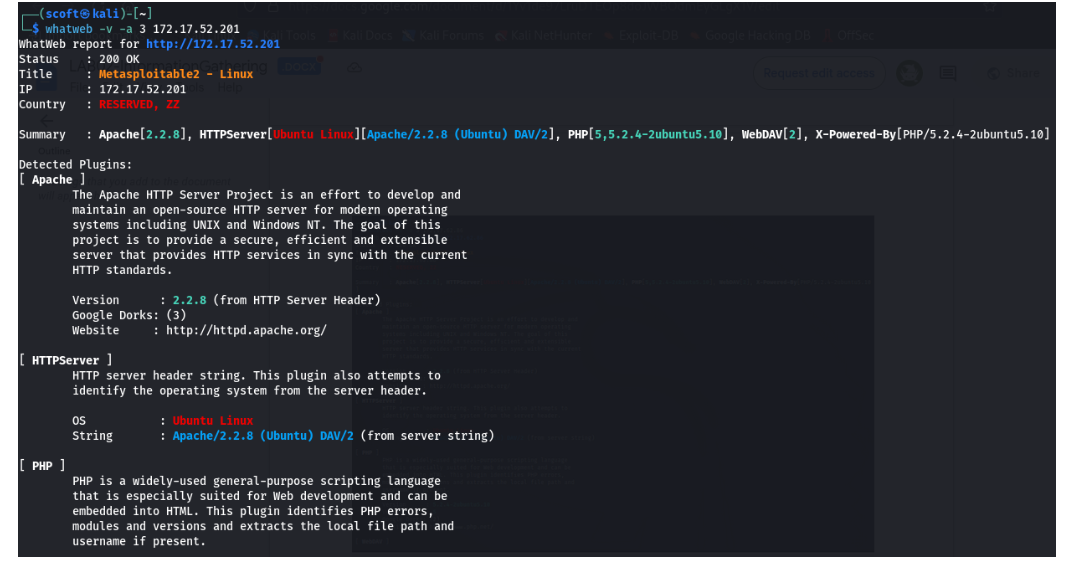 (scoft㉿kali)-[~]
$ whatweb -v -a 3 172.17.52.201
WhatWeb report for http://172.17.52.201
Status    : 200 OK
Title     : Metasploitable2 - Linux
IP        : 172.17.52.201
Country   : RESERVED, ZZ
Summary   : Apache[2.2.8], HTTPServer[Ubuntu Linux][Apache/2.2.8 (Ubuntu) DAV/2], PHP[5,5.2.4-2ubuntu5.10], WebDAV[2], X-Powered-By[PHP/5.2.4-2ubuntu5.10]
Detected Plugins:
[ Apache ]
The Apache HTTP Server Project is an effort to develop and
maintain an open-source HTTP server for modern operating
systems including UNIX and Windows NT. The goal of this
project is to provide a secure, efficient and extensible
server that provides HTTP services in sync with the current
HTTP standards.
Version      : 2.2.8 (from HTTP Server Header)
Google Dorks: (3)
Website     : http://httpd.apache.org/
[ HTTPServer ]
HTTP server header string. This plugin also attempts to
identify the operating system from the server header.
OS           : Ubuntu Linux
String       : Apache/2.2.8 (Ubuntu) DAV/2 (from server string)
[ PHP ]
PHP is a widely-used general-purpose scripting language
that is especially suited for Web development and can be
embedded into HTML. This plugin identifies PHP errors,
modules and versions and extracts the local file path and
username if present.